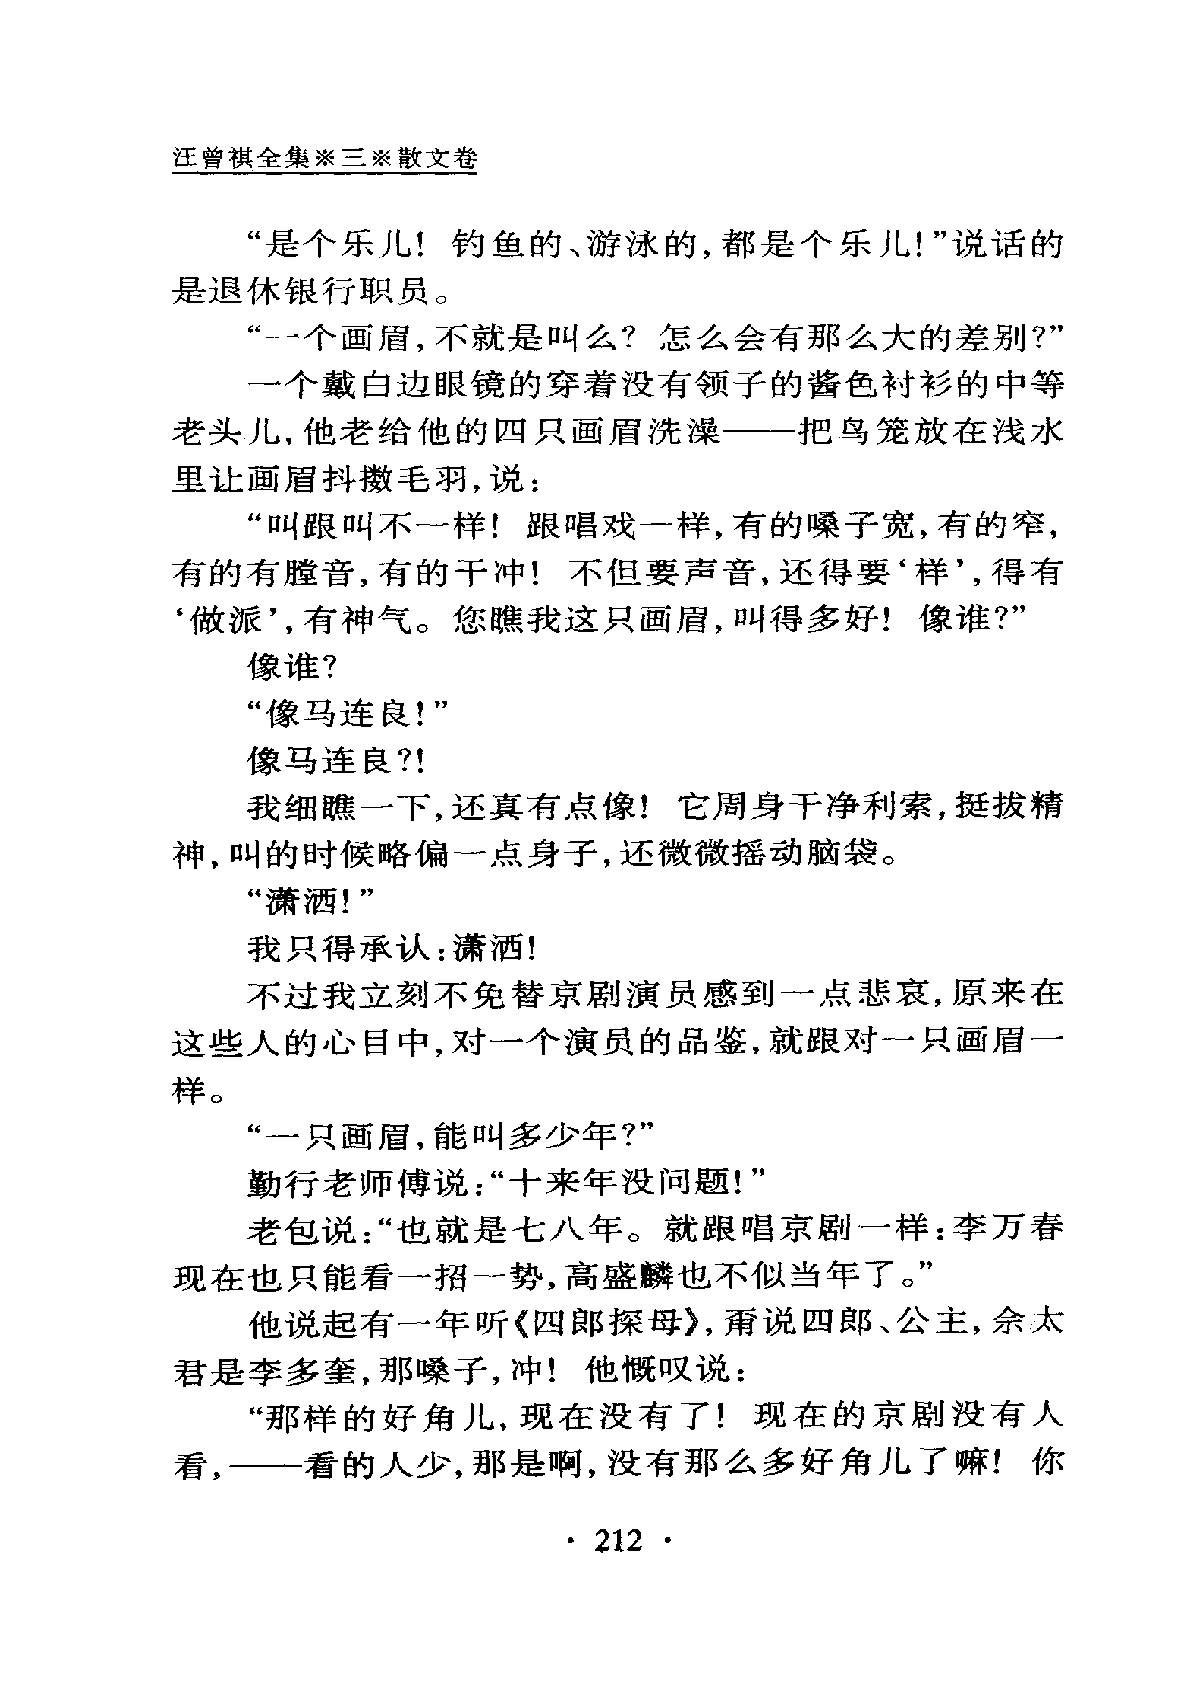 汪曾祺全集※三※散文卷
“是个乐儿！钓鱼的、游泳的，都是个乐儿！”说话的
是退休银行职员。
“一个画眉，不就是叫么？怎么会有那么大的差别？”
一个戴白边眼镜的穿着没有领子的酱色衬衫的中等
老头儿，他老给他的四只画眉洗澡——把鸟笼放在浅水
里让画眉抖擞毛羽，说：
“叫跟叫不一样！跟唱戏一样，有的嗓子宽，有的窄，
有的有膛音，有的干冲！不但要声音，还得要‘样’，得有
‘做派’，有神气。您瞧我这只画眉，叫得多好！像谁？”
像谁？
“像马连良！”
像马连良？！
我细瞧一下，还真有点像！它周身干净利索，挺拔精
神，叫的时候略偏一点身子，还微微摇动脑袋。
“潇洒！”
我只得承认：潇洒！
不过我立刻不免替京剧演员感到一点悲哀，原来在
这些人的心目中，对一个演员的品鉴，就跟对一只画眉一
样。
“一只画眉，能叫多少年？”
勤行老师傅说：“十来年没问题！”
老包说：“也就是七八年。就跟唱京剧一样：李万春
现在也只能看一招一势，高盛麟也不似当年了。”
他说起有一年听《四郎探母》，甭说四郎、公主，佘太
君是李多奎，那嗓子，冲！他慨叹说：
“那样的好角儿，现在没有了！现在的京剧没有人
看，——看的人少，那是啊，没有那么多好角儿了嘛！你
· 212 ·